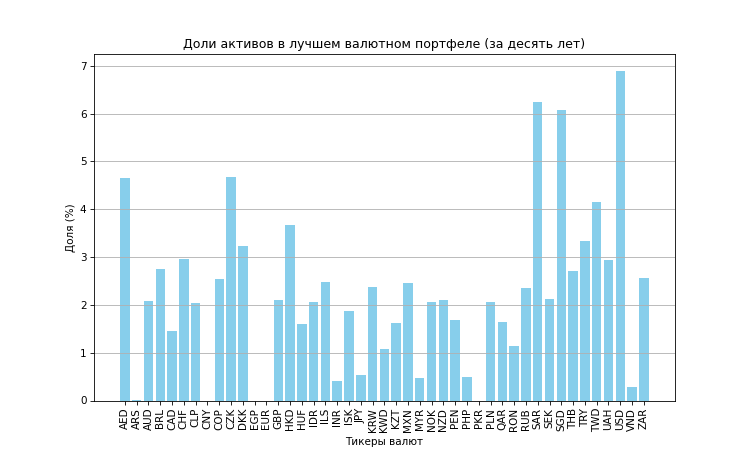 Доли активов в лучшем валютном портфеле (за десять лет)
Доля (%)
7
6
5
4
3
2
1
0
AED ARS AUD BRL CAD CHF CLP CNY COP CZK DKK EGP EUR GBP HKD HUF IDR ILS INR ISK JPY KRW KWD KZT MXN MYR NOK NZD PEN PHP PKR PLN QAR RON RUB SAR SEK SGD THB TRY TWD UAH USD VND ZAR
Тикеры валют